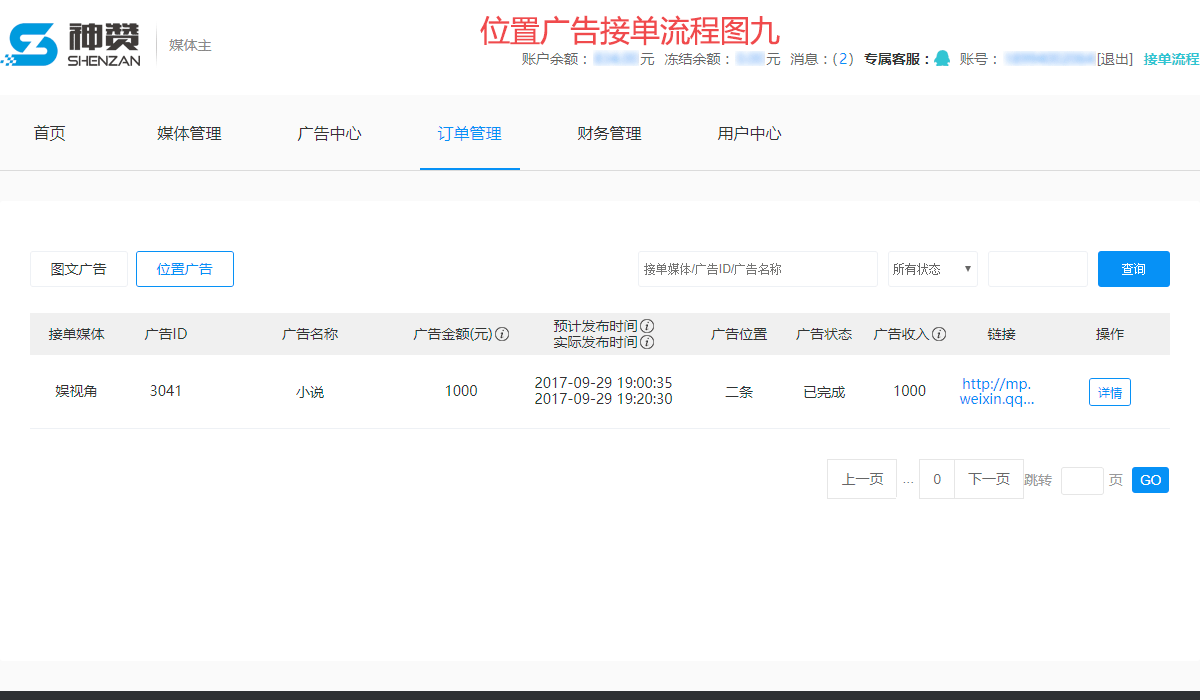 位置广告接单流程图九
神赞
SHENZAN
媒体主
账户余额： 元 冻结余额： 元 消息：(2) 专属客服： 账号： [退出] 接单流程
首页 媒体管理 广告中心 订单管理 财务管理 用户中心
图文广告 位置广告 接单媒体/广告ID/广告名称 所有状态 查询
接单媒体 广告ID 广告名称 广告金额(元) 预计发布时间 广告位置 广告状态 广告收入 链接 操作
实际发布时间
娱视角 3041 小说 1000 2017-09-29 19:00:35 二条 已完成 1000 http://mp. 详情
2017-09-29 19:20:30 weixin.qq...
上一页 ... 0 下一页 跳转 页 GO